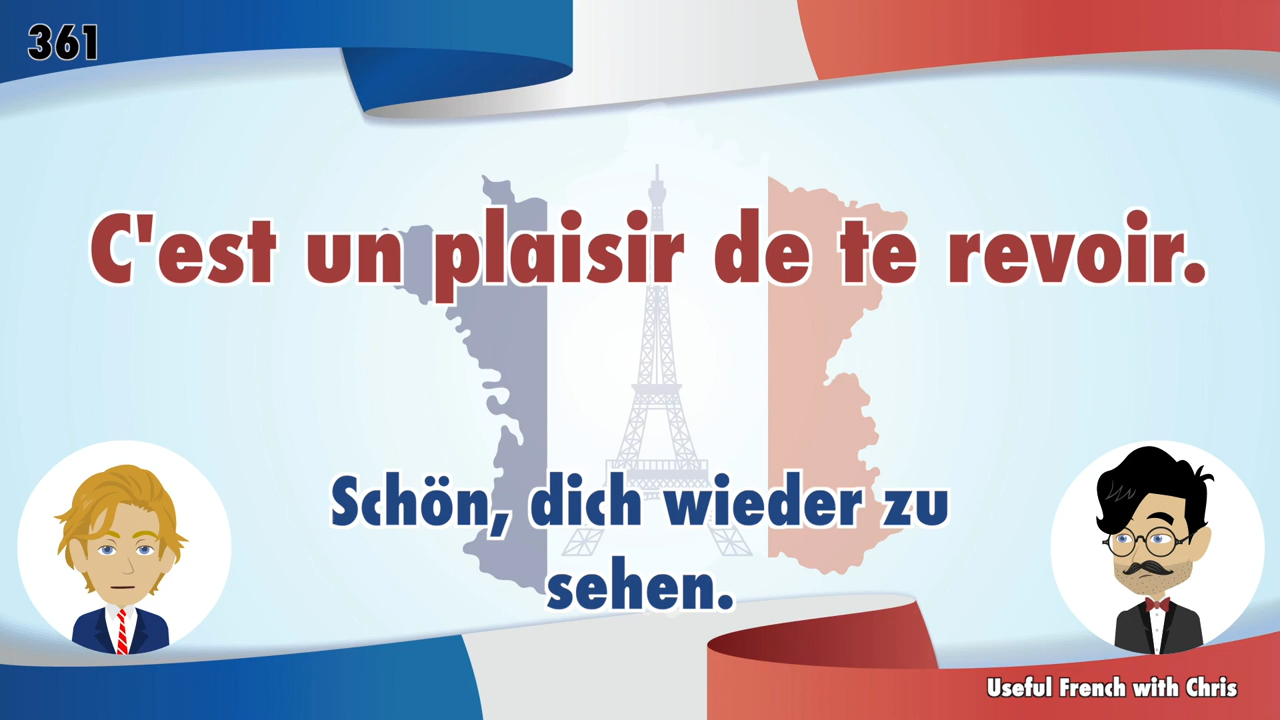 361
C'est un plaisir de te revoir.
Schön, dich wieder zu
sehen.
Useful French with Chris